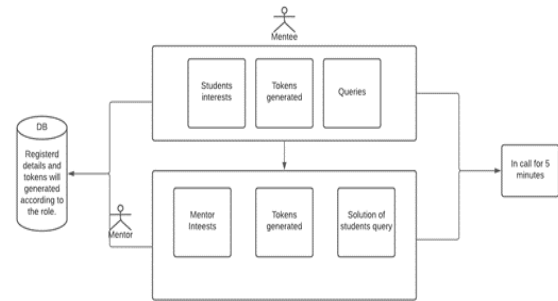 Mentee
Students
interests
Tokens
generated
Queries
DB
Registerd
details and
tokens will
generated
according to
the role.
In call for 5
minutes
Mentor
Mentor
Inteests
Tokens
generated
Solution of
students query